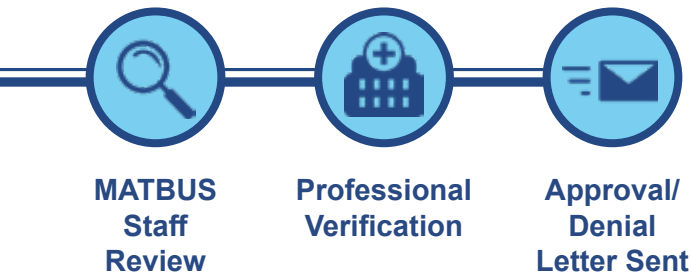 MATBUS
Staff
Review
Professional
Verification
Approval/
Denial
Letter Sent